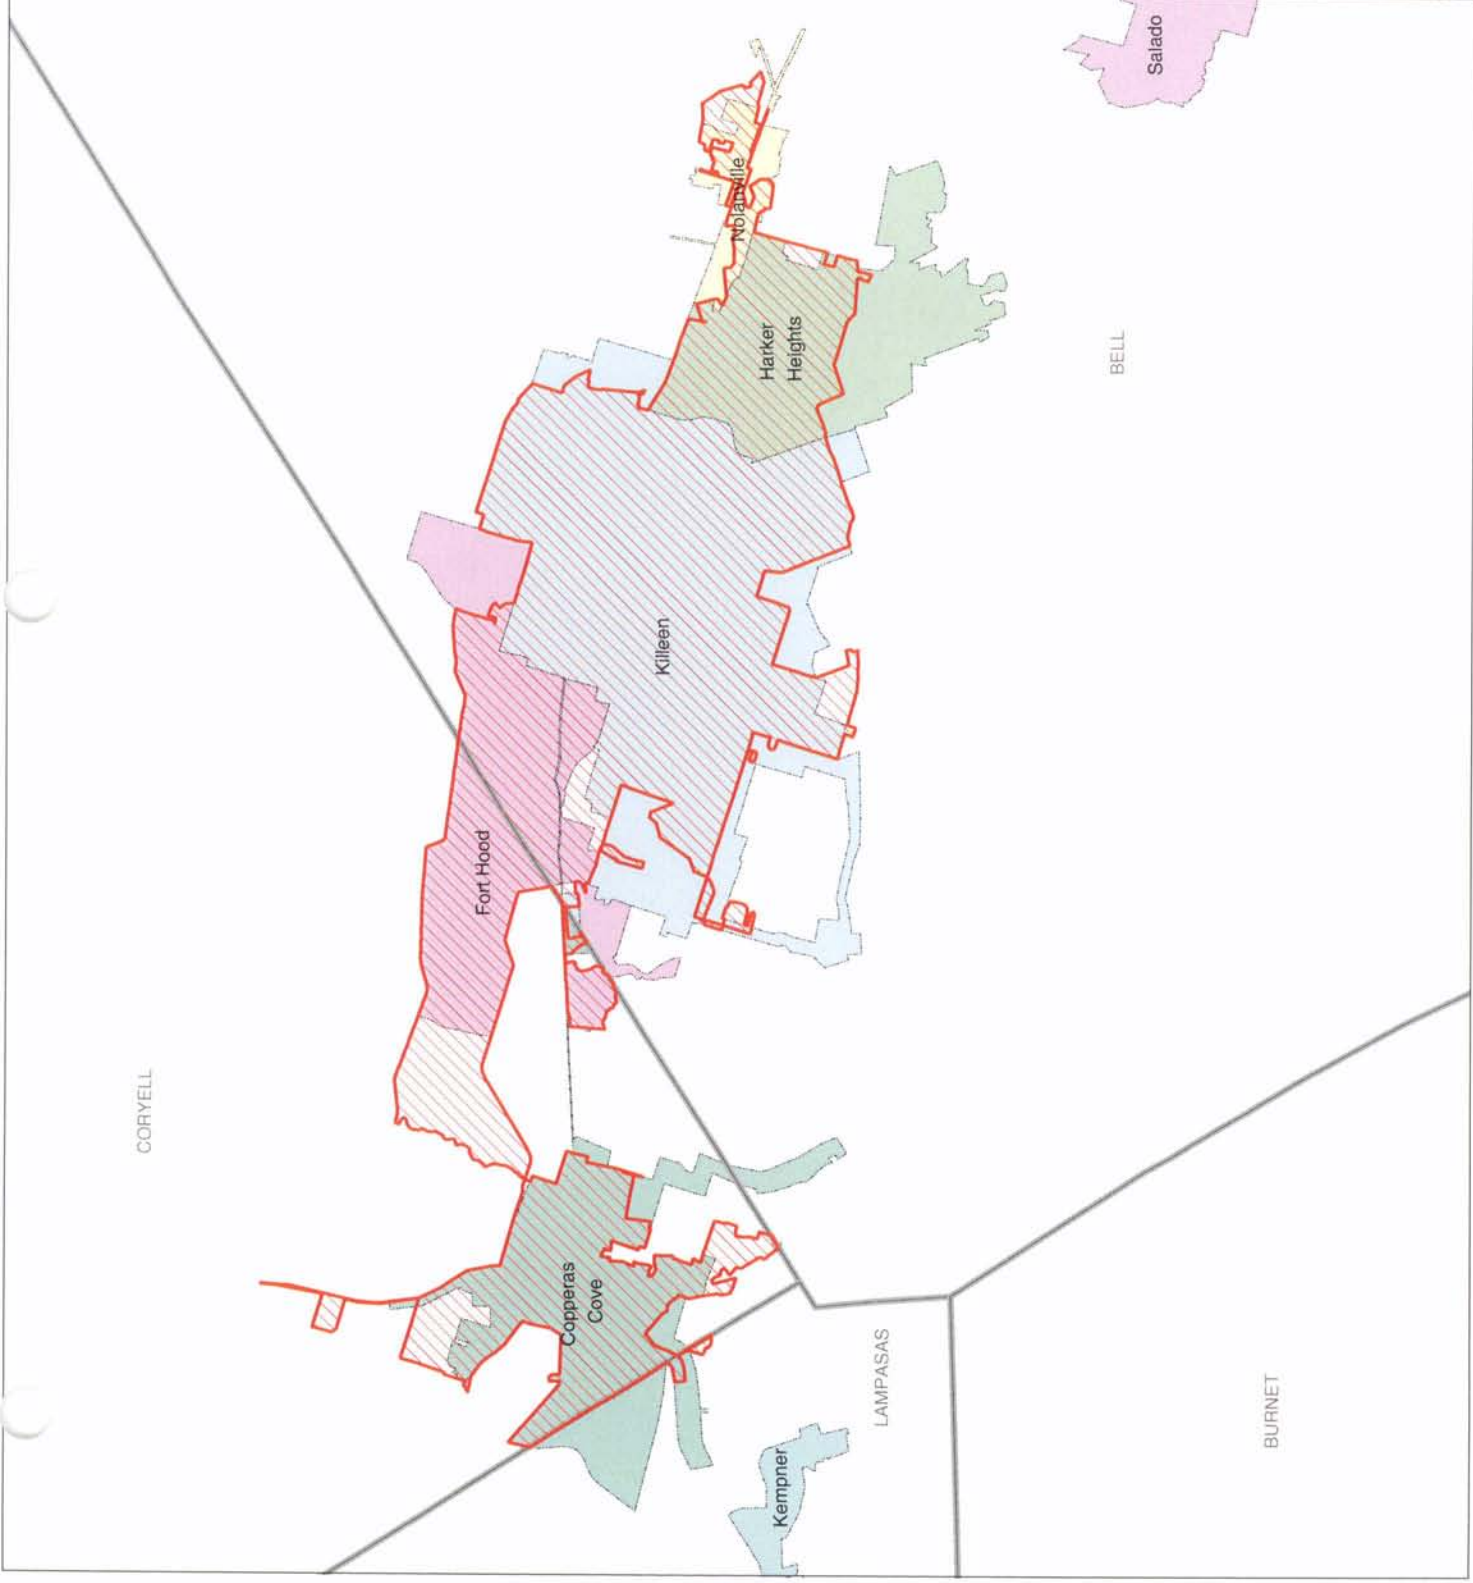 CORYELL
Fort Hood
Copperas
Cove
Killeen
Harker
Heights
Nolanville
Salado
Kempner
LAMPASAS
BELL
BURNET